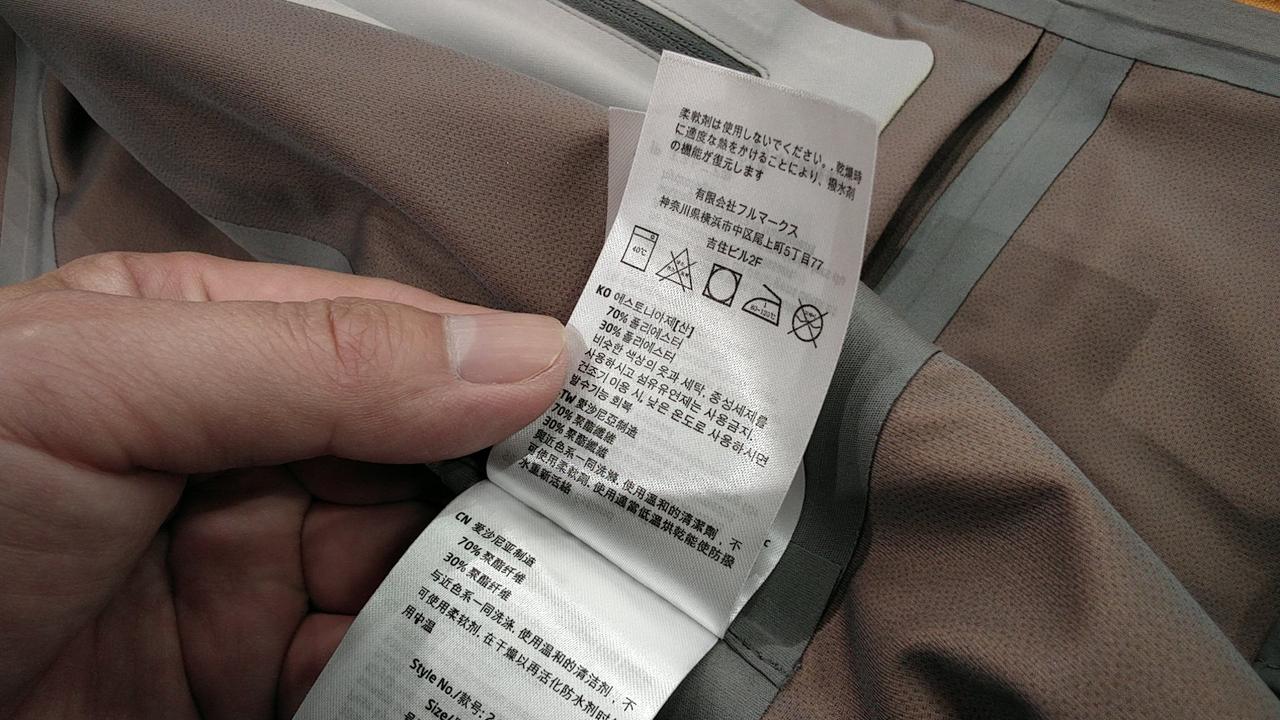 柔軟剤は使用しないでください。, 乾燥時
に適度な熱をかけることにより、撥水剤
の機能が復元します
有限会社フルマークス
神奈川県横浜市中区尾上町5丁目77
吉住ビル2F
40℃
80-120℃
KO 에스토니아제[산]
70% 폴리에스터
30% 폴리에스터
비슷한 색상의 옷과 세탁, 중성세제를
사용하시고 섬유유연제는 사용금지.
건조기 이용 시, 낮은 온도로 사용하시면
발수기능 회복
TW 愛沙尼亞制造
70% 聚酯纖維
30% 聚酯纖維
與近色系一同洗滌, 使用溫和的清潔劑 , 不
可使用柔軟劑, 使用適當低溫烘乾能使防撥
水重新活絡
CN 爱沙尼亚制造
70% 聚酯纤维
30% 聚酯纤维
与近色系一同洗涤, 使用温和的清洁剂 , 不
可使用柔软剂, 在干燥以再活化防水剂时
用中温
Style No./款号: 2
Size/